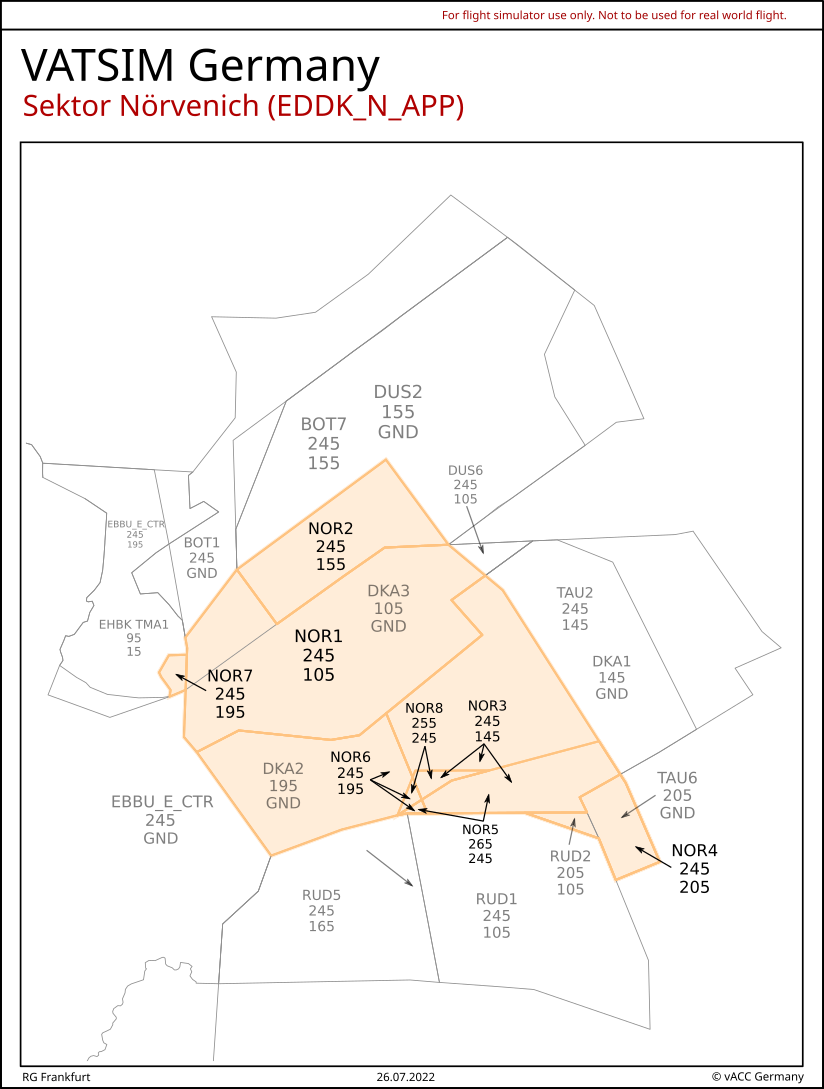 For flight simulator use only. Not to be used for real world flight.
VATSIM Germany
Sektor Nörvenich (EDDK_N_APP)
DUS2
155
GND
BOT7
245
155
DUS6
245
105
EBBU_E_CTR
245
195
BOT1
245
GND
NOR2
245
155
DKA3
105
GND
TAU2
245
145
EHBK TMA1
95
15
NOR1
245
105
DKA1
145
GND
NOR7
245
195
NOR8
255
245
NOR3
245
145
NOR6
245
195
DKA2
195
GND
TAU6
205
GND
EBBU_E_CTR
245
GND
NOR5
265
245
RUD2
205
105
NOR4
245
205
RUD5
245
165
RUD1
245
105
RG Frankfurt
26.07.2022
© vACC Germany